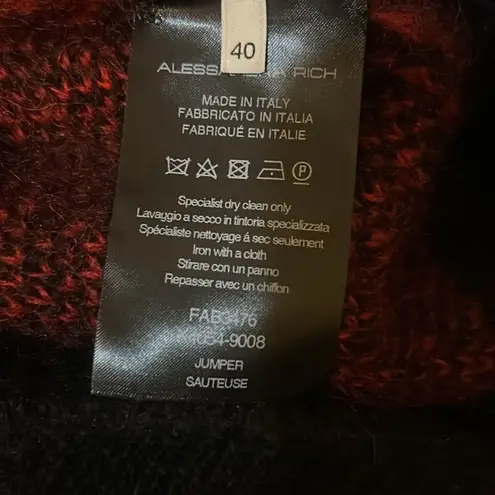 40
RICH
MADE IN ITALY
FABBRICATO IN ITALIA
FABRIQUÉ EN ITALIE
P
Specialist dry clean only
Lavaggio a secco in tintoria specializzata
Spécialiste nettoyage á sec seulement
Iron with a cloth
Stirare con un panno
Repasser avec un chiffon
FAB3476
JUMPER
SAUTEUSE